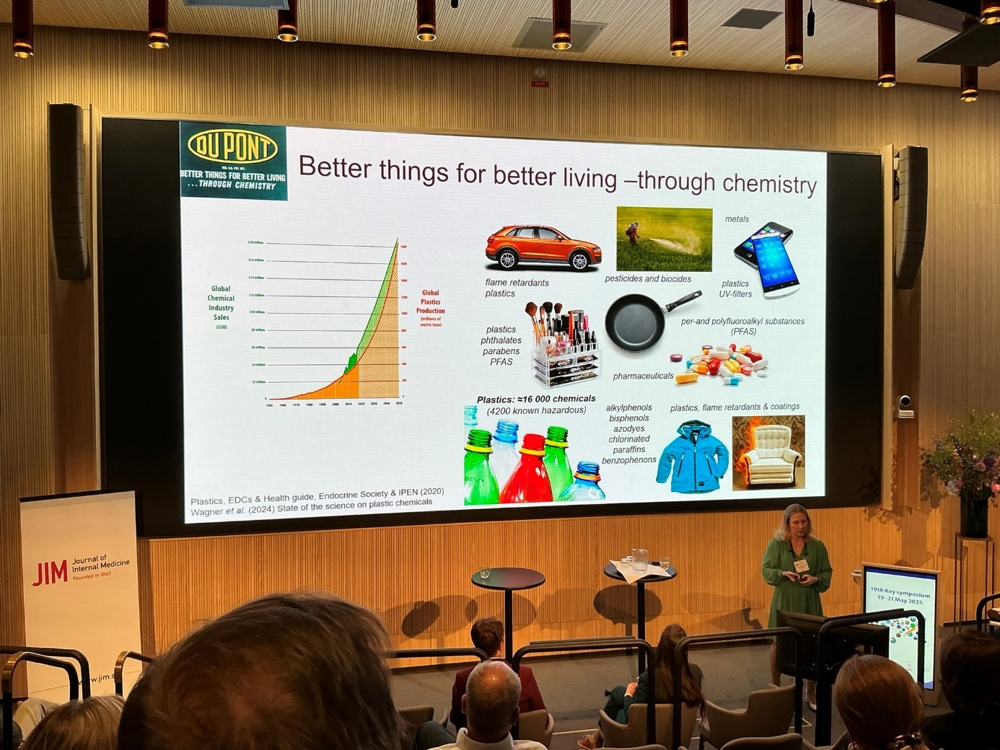 DU PONT
REG. U.S. PAT. OFF.
BETTER THINGS FOR BETTER LIVING
...THROUGH CHEMISTRY
Better things for better living –through chemistry
Global
Chemical
Industry
Sales
(USD)
$18 trillion
$16 trillion
$14 trillion
$12 trillion
$10 trillion
$8 trillion
$6 trillion
$4 trillion
$2 trillion
0
1800
1600
1400
1200
1000
800
600
400
200
0
1950 1960 1970 1980 1990 2000 2010 2020 2030 2040 2050
Global
Plastics
Production
(millions of
metric tons)
flame retardants
plastics
pesticides and biocides
metals
plastics
UV-filters
plastics
phthalates
parabens
PFAS
per-and polyfluoroalkyl substances
(PFAS)
pharmaceuticals
Plastics: ≈16 000 chemicals
(4200 known hazardous)
alkylphenols
bisphenols
azodyes
chlorinated
paraffins
benzophenons
plastics, flame retardants & coatings
Plastics, EDCs & Health guide, Endocrine Society & IPEN (2020)
Wagner et al. (2024) State of the science on plastic chemicals
JIM
Journal of
Internal Medicine
Founded in 1863
19th Key symposium
19-21 May 2025